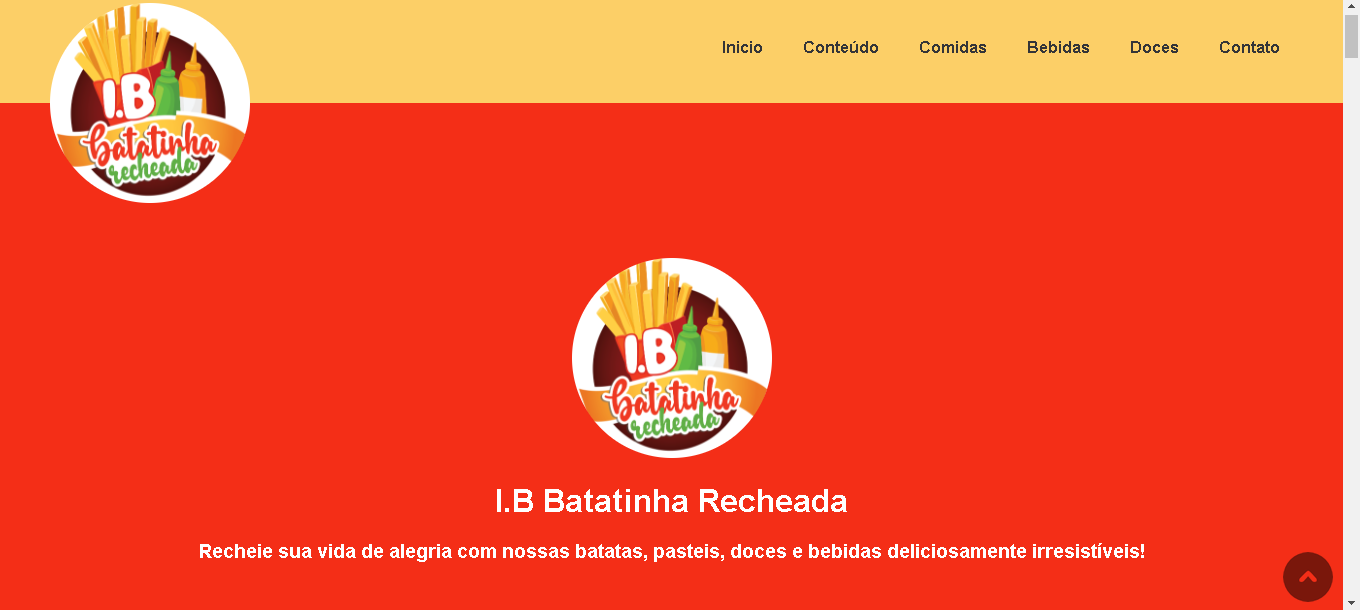 I.B
batatinha
recheada
Inicio Conteúdo Comidas Bebidas Doces Contato
I.B
batatinha
recheada
I.B Batatinha Recheada
Recheie sua vida de alegria com nossas batatas, pasteis, doces e bebidas deliciosamente irresistíveis!